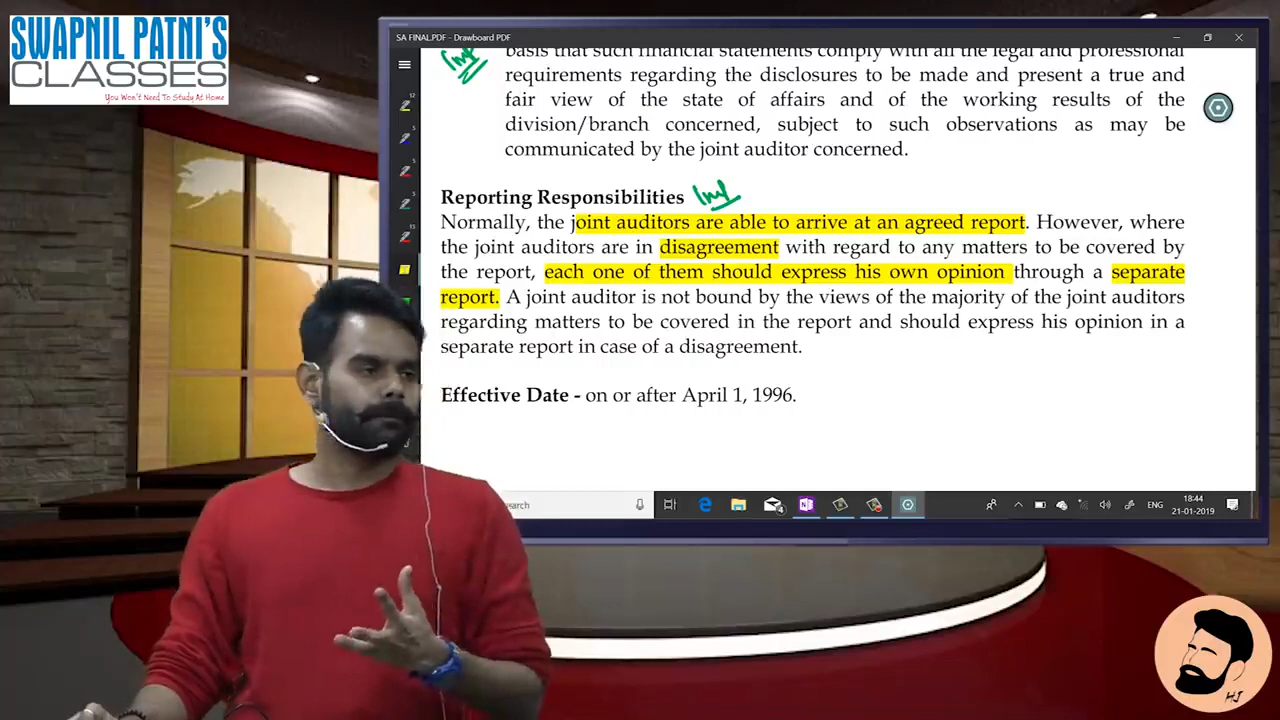 SWAPNIL PATNI'S
CLASSES
You Won't Need To Study At Home
SA FINAL.PDF - Drawboard PDF
basis that such financial statements comply with all the legal and professional
requirements regarding the disclosures to be made and present a true and
fair view of the state of affairs and of the working results of the
division/branch concerned, subject to such observations as may be
communicated by the joint auditor concerned.
Imp
Reporting Responsibilities Imp
Normally, the joint auditors are able to arrive at an agreed report. However, where
the joint auditors are in disagreement with regard to any matters to be covered by
the report, each one of them should express his own opinion through a separate
report. A joint auditor is not bound by the views of the majority of the joint auditors
regarding matters to be covered in the report and should express his opinion in a
separate report in case of a disagreement.
Effective Date - on or after April 1, 1996.
earch
ENG
18:44
21-01-2019
HJ